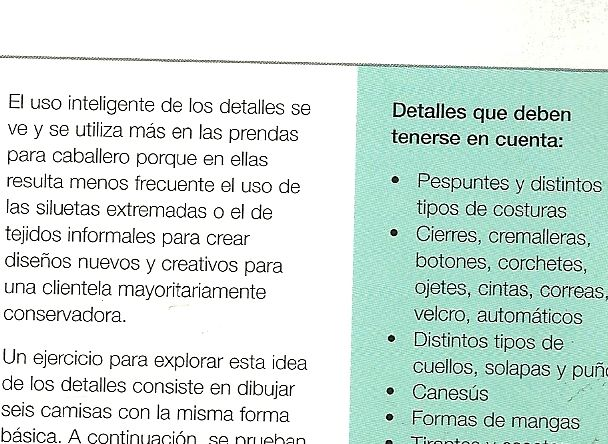 El uso inteligente de los detalles se
ve y se utiliza más en las prendas
para caballero porque en ellas
resulta menos frecuente el uso de
las siluetas extremadas o el de
tejidos informales para crear
diseños nuevos y creativos para
una clientela mayoritariamente
conservadora.
Un ejercicio para explorar esta idea
de los detalles consiste en dibujar
seis camisas con la misma forma
básica. A continuación, se prueban
Detalles que deben
tenerse en cuenta:
• Pespuntes y distintos
tipos de costuras
• Cierres, cremalleras,
botones, corchetes,
ojetes, cintas, correas,
velcro, automáticos
• Distintos tipos de
cuellos, solapas y puño
• Canesús
• Formas de mangas
Tirantes y